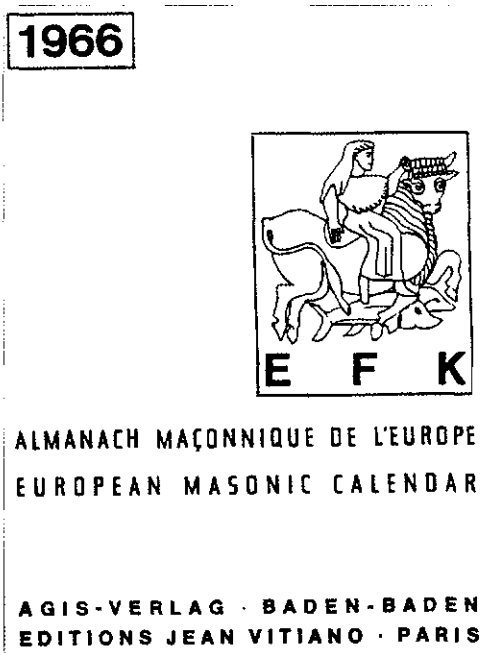 1966
E F K
ALMANACH MAÇONNIQUE DE L'EUROPE
EUROPEAN MASONIC CALENDAR
AGIS-VERLAG · BADEN-BADEN
EDITIONS JEAN VITIANO · PARIS